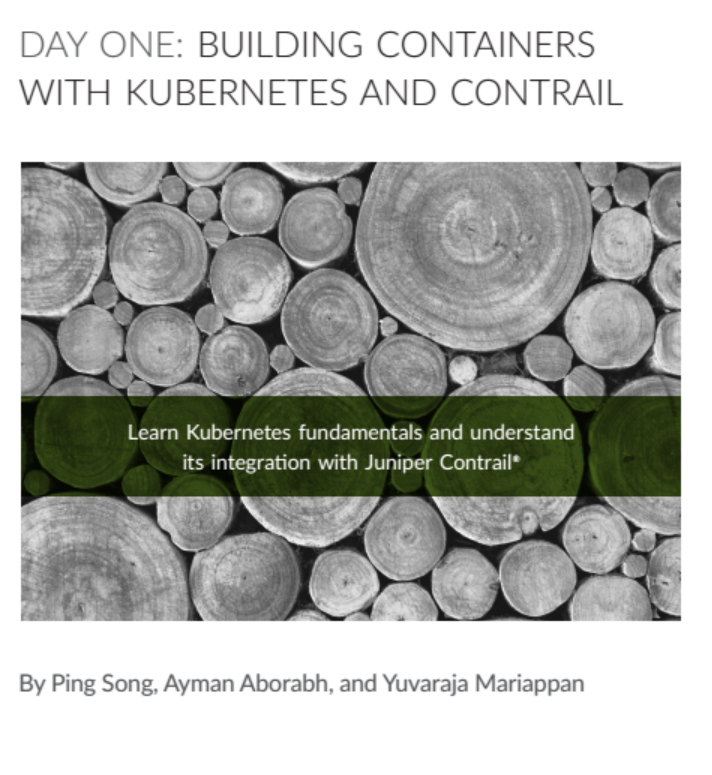 DAY ONE: BUILDING CONTAINERS
WITH KUBERNETES AND CONTRAIL
Learn Kubernetes fundamentals and understand
its integration with Juniper Contrail®
By Ping Song, Ayman Aborabh, and Yuvaraja Mariappan